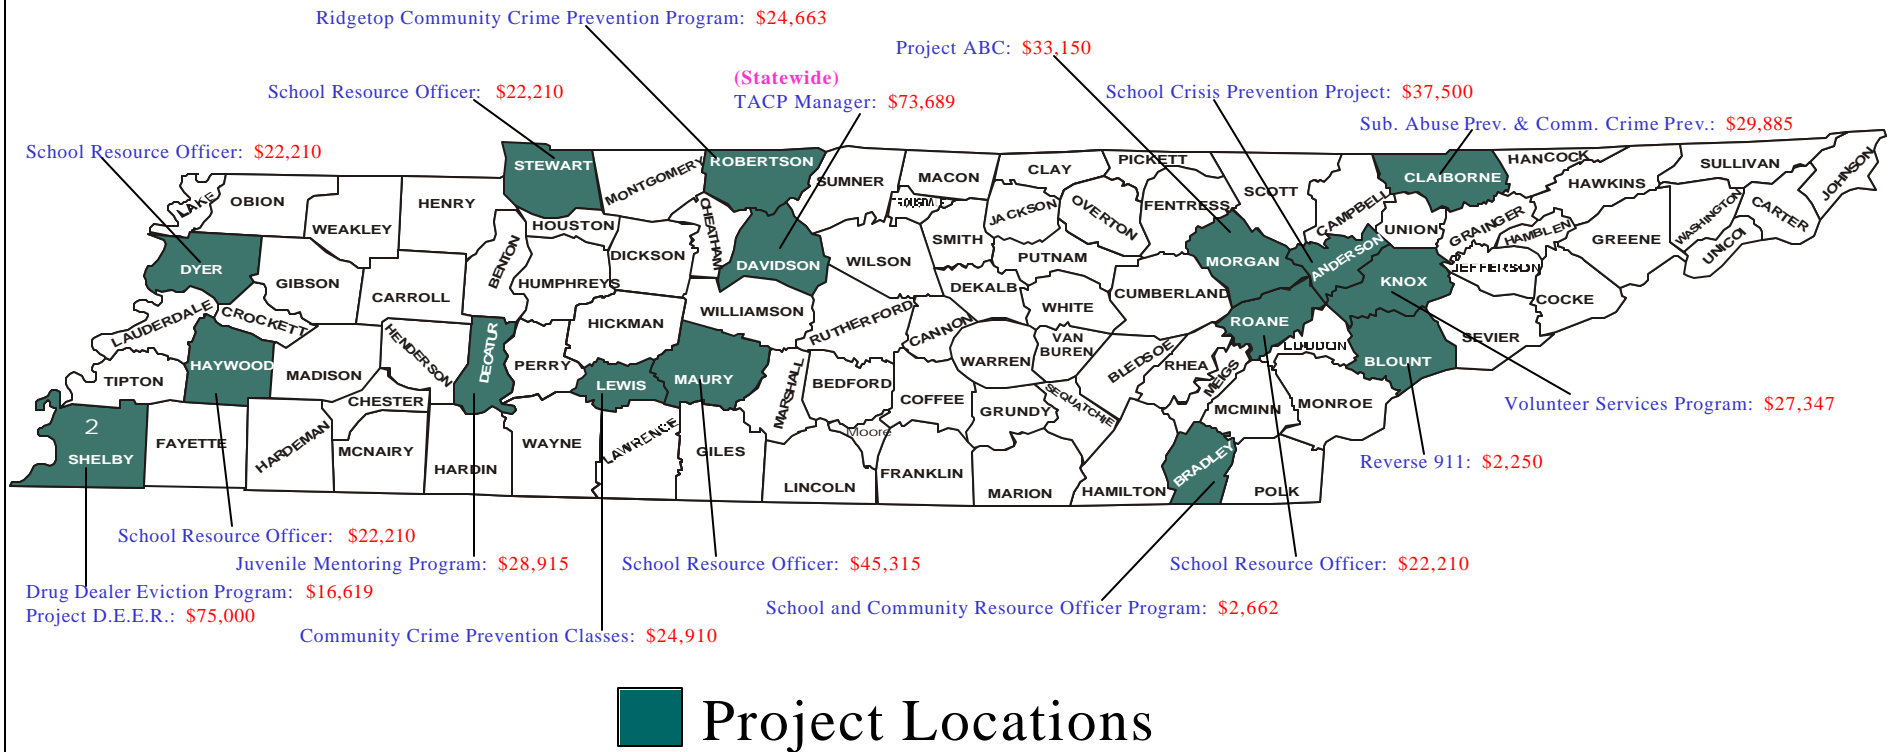 Ridgetop Community Crime Prevention Program: $24,663
Project ABC: $33,150
(Statewide)
TACP Manager: $73,689
School Resource Officer: $22,210
School Crisis Prevention Project: $37,500
Sub. Abuse Prev. & Comm. Crime Prev.: $29,885
School Resource Officer: $22,210
STEWART
MONTGOMERY
ROBERTSON
SUMNER
MACON
CLAY
PICKETT
SCOTT
CAMPBELL
CLAIBORNE
HANCOCK
HAWKINS
SULLIVAN
JOHNSON
LAKE
OBION
WEAKLEY
HENRY
HOUSTON
CHEATHAM
JACKSON
OVERTON
FENTRESS
UNION
GRAINGER
HAMBLEN
GREENE
WASHINGTON
UNICOI
CARTER
DYER
GIBSON
CARROLL
BENTON
HUMPHREYS
DICKSON
DAVIDSON
WILSON
SMITH
PUTNAM
DEKALB
WHITE
CUMBERLAND
MORGAN
ANDERSON
KNOX
JEFFERSON
COCKE
SEVIER
LAUDERDALE
CROCKETT
HENDERSON
DECATUR
PERRY
HICKMAN
WILLIAMSON
RUTHERFORD
CANNON
WARREN
VAN
BUREN
BLEDSOE
RHEA
MEIGS
ROANE
LOUDON
BLOUNT
TIPTON
HAYWOOD
MADISON
CHESTER
LEWIS
MAURY
MARSHALL
BEDFORD
COFFEE
GRUNDY
SEQUATCHIE
MCMINN
MONROE
2
SHELBY
FAYETTE
HARDEMAN
MCNAIRY
HARDIN
WAYNE
LAWRENCE
GILES
LINCOLN
Moore
FRANKLIN
MARION
HAMILTON
BRADLEY
POLK
Volunteer Services Program: $27,347
Reverse 911: $2,250
School Resource Officer: $22,210
Juvenile Mentoring Program: $28,915
School Resource Officer: $45,315
School Resource Officer: $22,210
Drug Dealer Eviction Program: $16,619
Project D.E.E.R.: $75,000
School and Community Resource Officer Program: $2,662
Community Crime Prevention Classes: $24,910
Project Locations